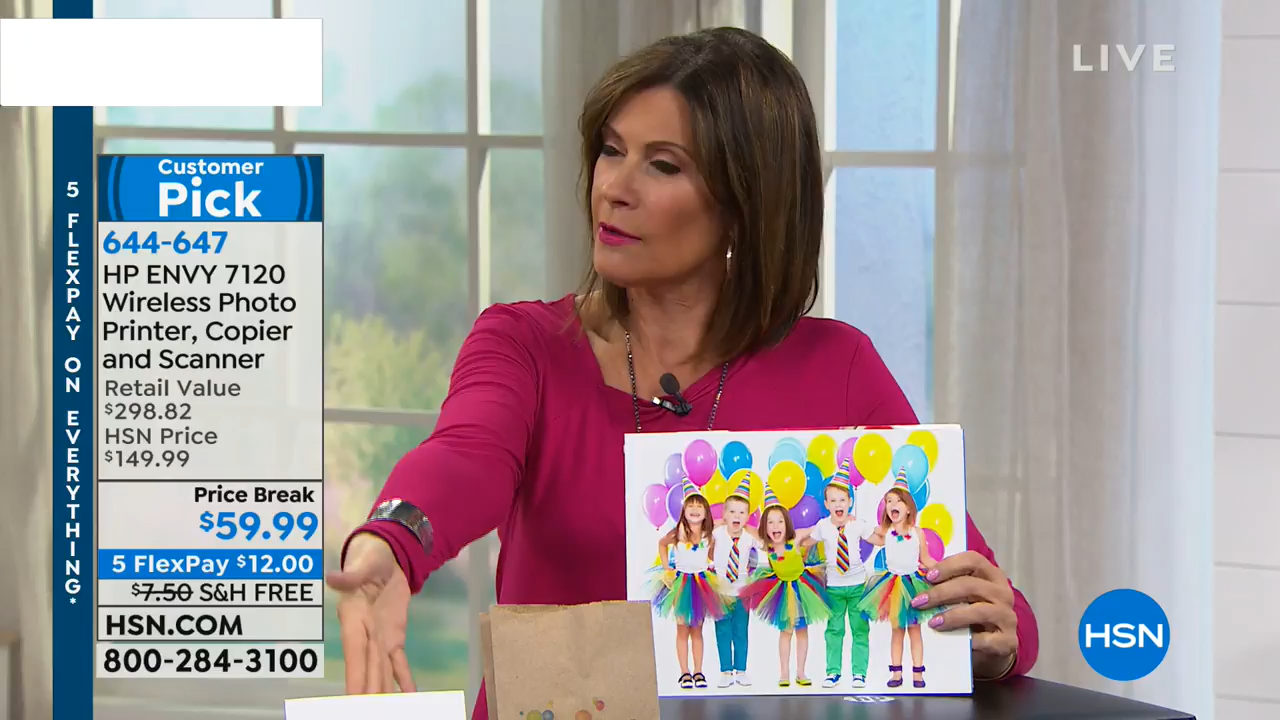 LIVE
5 FLEXPAY ON EVERYTHING*
Customer
Pick
644-647
HP ENVY 7120
Wireless Photo
Printer, Copier
and Scanner
Retail Value
$298.82
HSN Price
$149.99
Price Break
$59.99
5 FlexPay $12.00
$7.50 S&H FREE
HSN.COM
800-284-3100
HSN